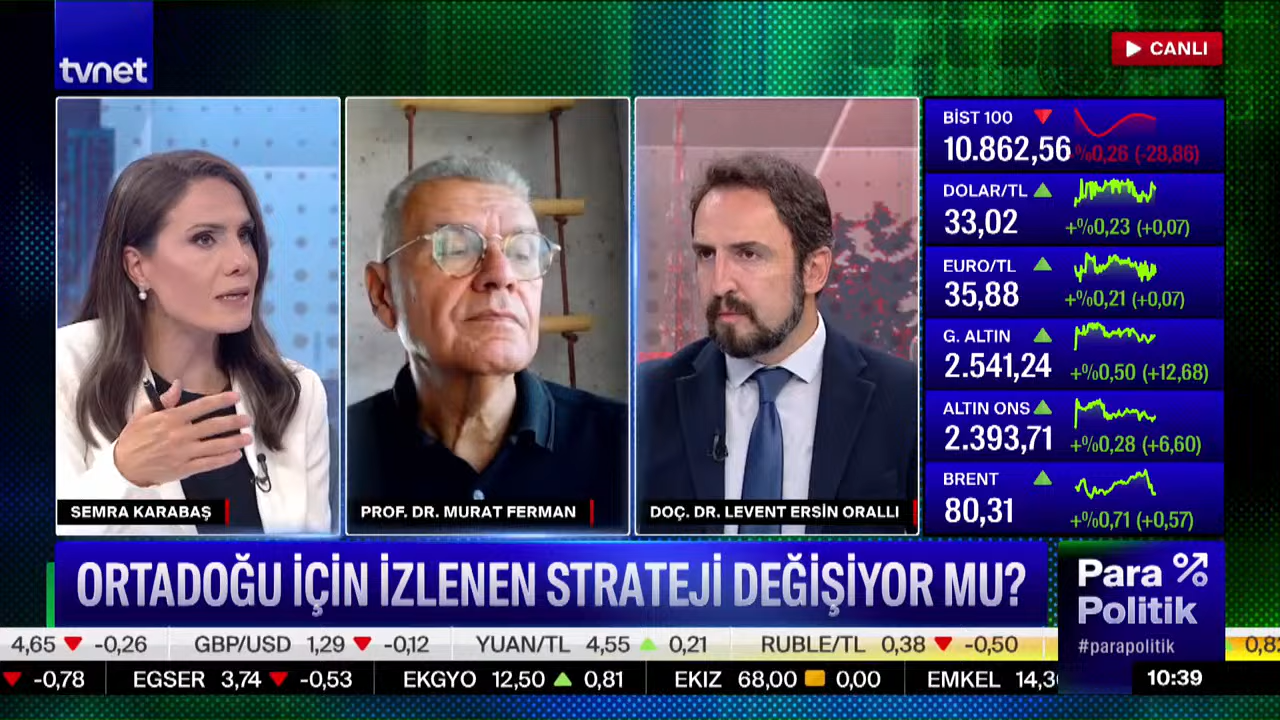 tvnet
CANLI
BİST 100
10.862,56
%0,26 (-28,86)
DOLAR/TL
33,02
+%0,23 (+0,07)
EURO/TL
35,88
+%0,21 (+0,07)
G. ALTIN
2.541,24
+%0,50 (+12,68)
ALTIN ONS
2.393,71
+%0,28 (+6,60)
BRENT
80,31
+%0,71 (+0,57)
SEMRA KARABAŞ
PROF. DR. MURAT FERMAN
DOÇ. DR. LEVENT ERSİN ORALLI
ORTADOĞU İÇİN İZLENEN STRATEJİ DEĞİŞİYOR MU?
Para
Politik
#parapolitik
4,65 -0,26 GBP/USD 1,29 -0,12 YUAN/TL 4,55 0,21 RUBLE/TL 0,38 -0,50
-0,78 EGSER 3,74 -0,53 EKGYO 12,50 0,81 EKIZ 68,00 0,00 EMKEL
10:39